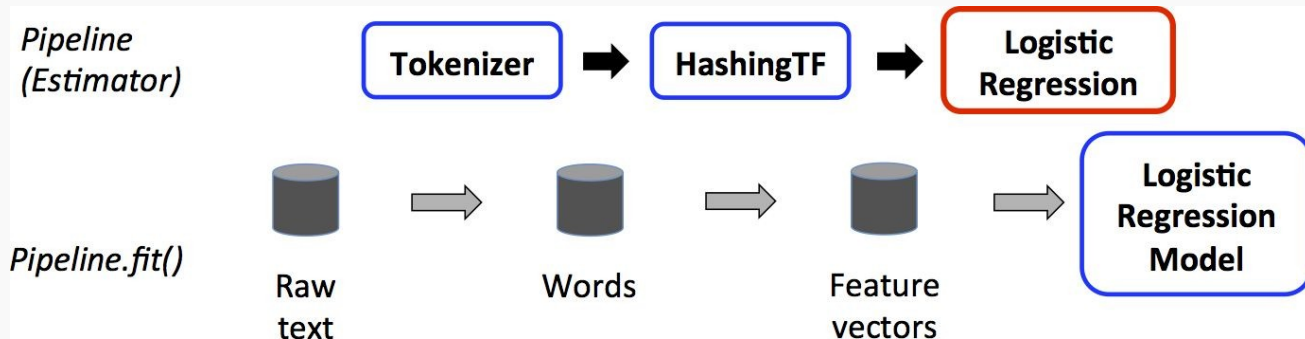 Pipeline
(Estimator)
Tokenizer
HashingTF
Logistic
Regression
Pipeline.fit()
Raw
text
Words
Feature
vectors
Logistic
Regression
Model